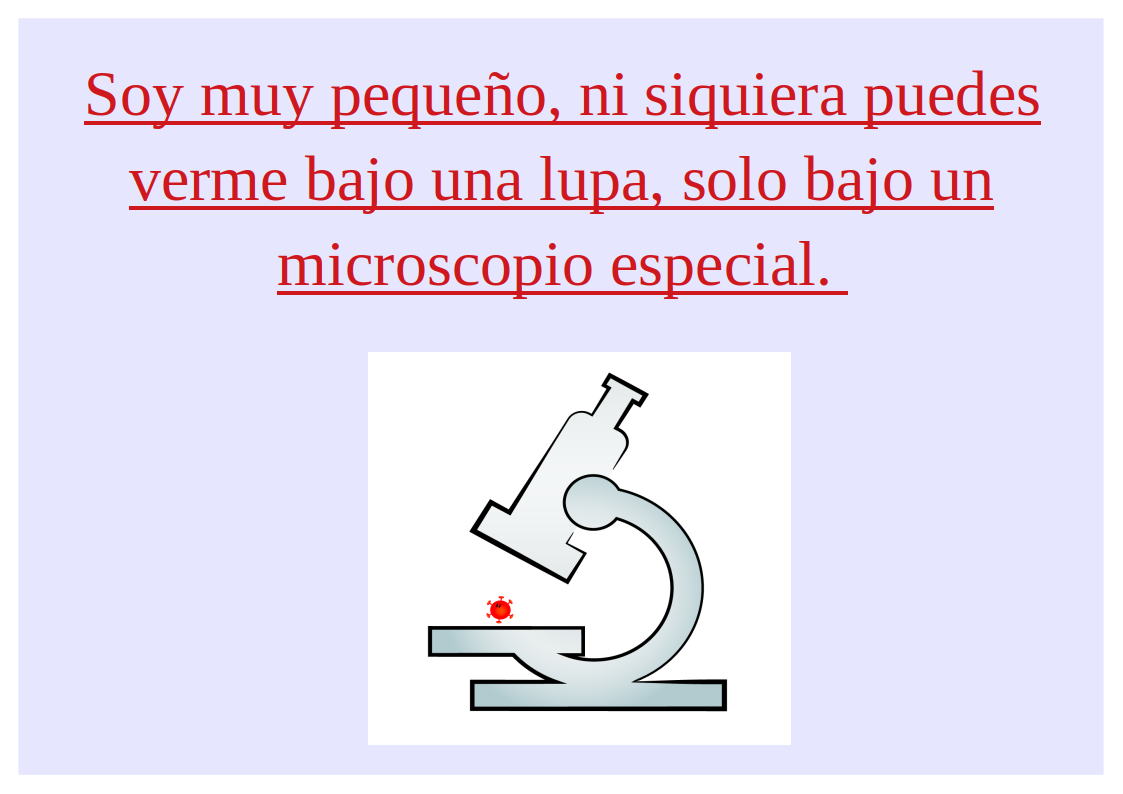 Soy muy pequeño, ni siquiera puedes
verme bajo una lupa, solo bajo un
microscopio especial.